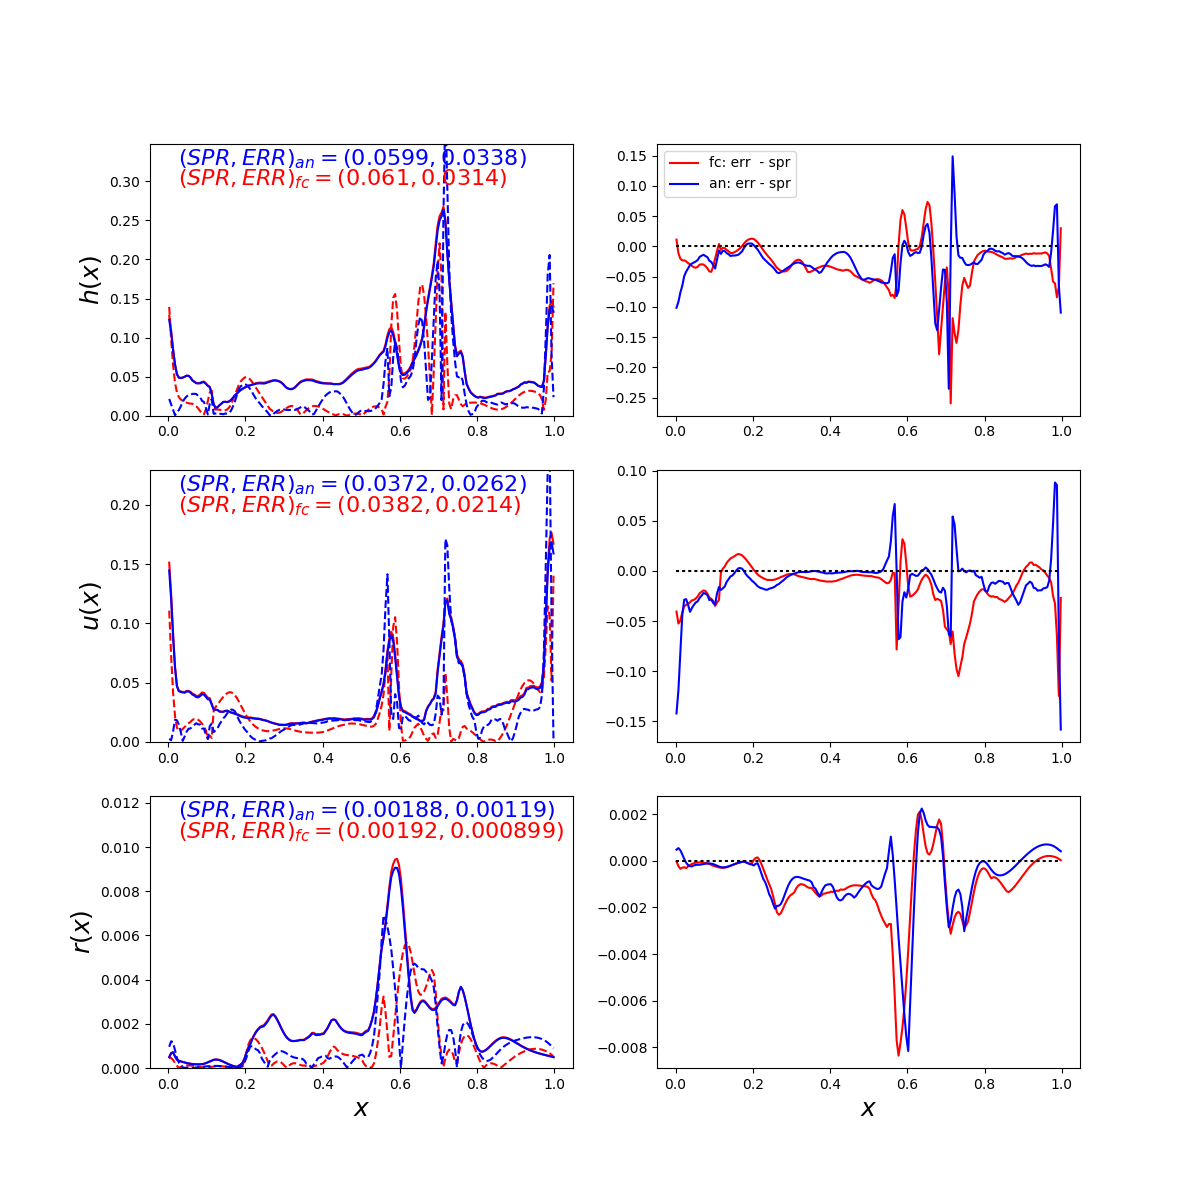 (SPR, ERR)an = (0.0599, 0.0338)
(SPR, ERR)fc = (0.061, 0.0314)
h(x)
0.30
0.25
0.20
0.15
0.10
0.05
0.00
0.0 0.2 0.4 0.6 0.8 1.0
fc: err - spr
an: err - spr
0.15
0.10
0.05
0.00
−0.05
−0.10
−0.15
−0.20
−0.25
0.0 0.2 0.4 0.6 0.8 1.0
(SPR, ERR)an = (0.0372, 0.0262)
(SPR, ERR)fc = (0.0382, 0.0214)
u(x)
0.20
0.15
0.10
0.05
0.00
0.0 0.2 0.4 0.6 0.8 1.0
0.10
0.05
0.00
−0.05
−0.10
−0.15
0.0 0.2 0.4 0.6 0.8 1.0
(SPR, ERR)an = (0.00188, 0.00119)
(SPR, ERR)fc = (0.00192, 0.000899)
r(x)
0.012
0.010
0.008
0.006
0.004
0.002
0.000
0.0 0.2 0.4 0.6 0.8 1.0
x
0.002
0.000
−0.002
−0.004
−0.006
−0.008
0.0 0.2 0.4 0.6 0.8 1.0
x